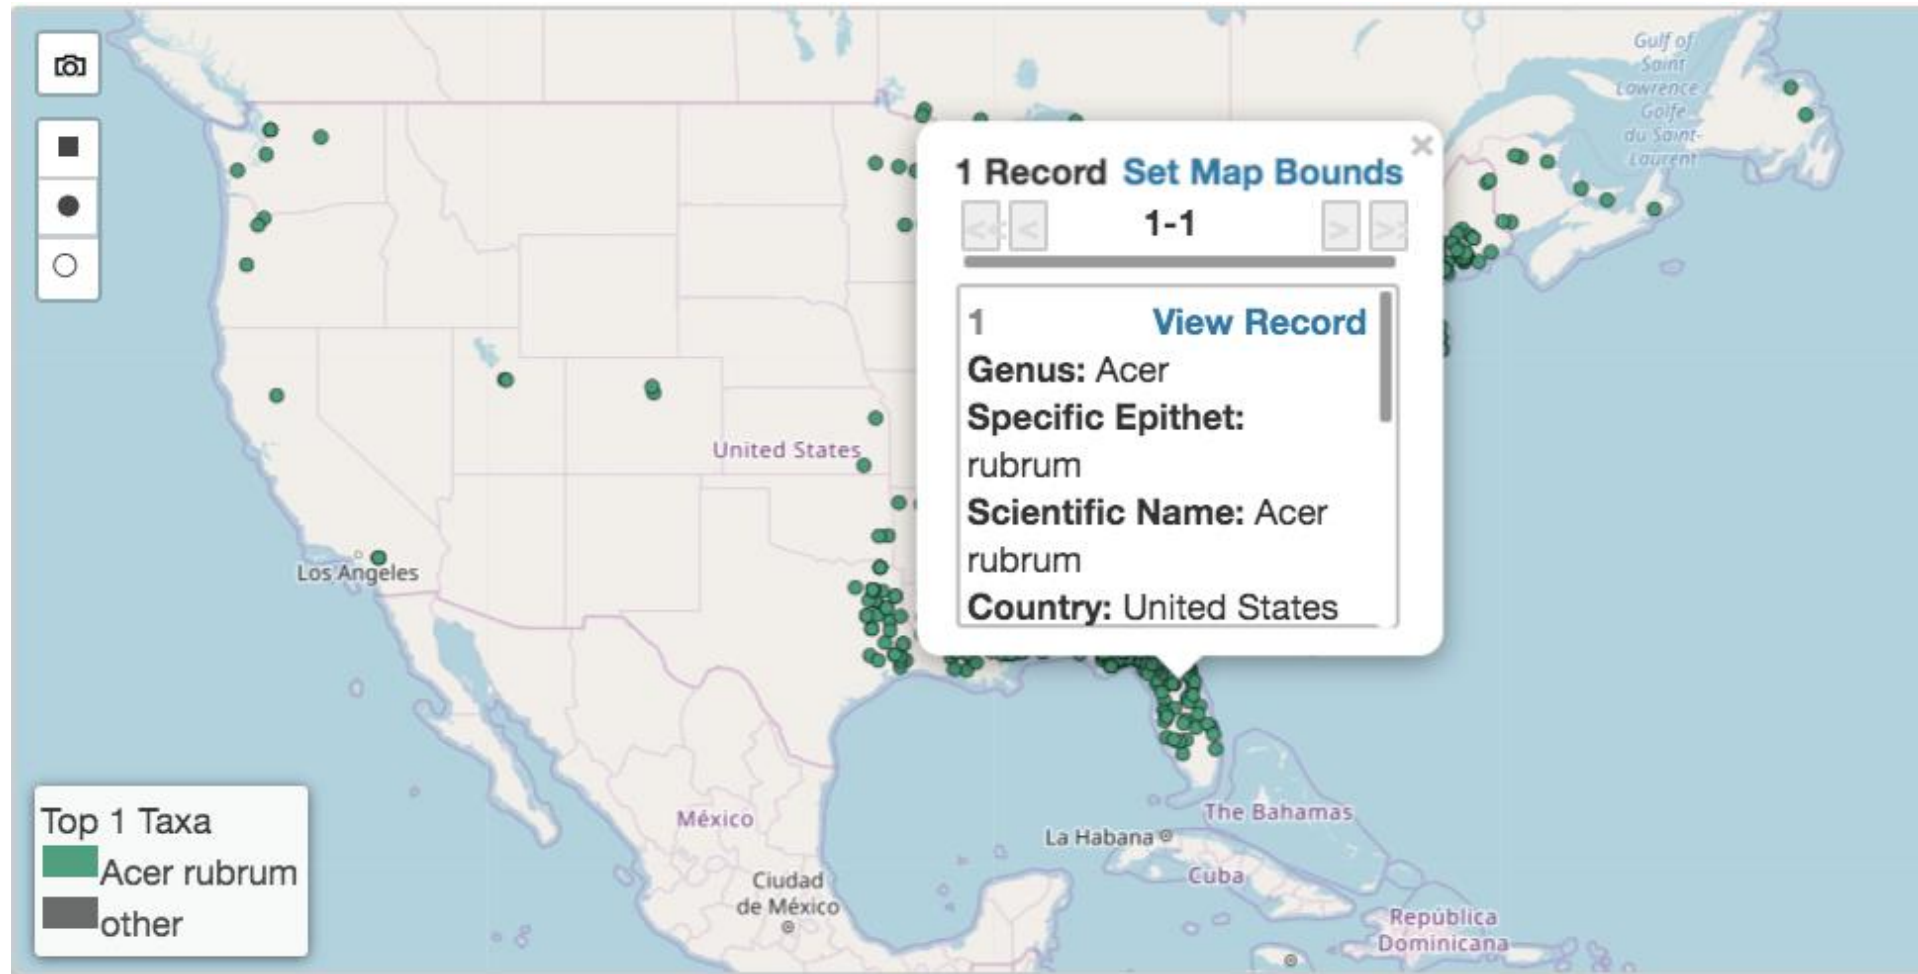 Gulf of
Saint
Lawrence
Golfe
du Saint-
Laurent
1 Record Set Map Bounds
×
<< < 1-1 > >>
1 View Record
Genus: Acer
Specific Epithet:
rubrum
Scientific Name: Acer
rubrum
Country: United States
United States
Los Angeles
México
Ciudad
de México
La Habana
The Bahamas
Cuba
República
Dominicana
Top 1 Taxa
Acer rubrum
other